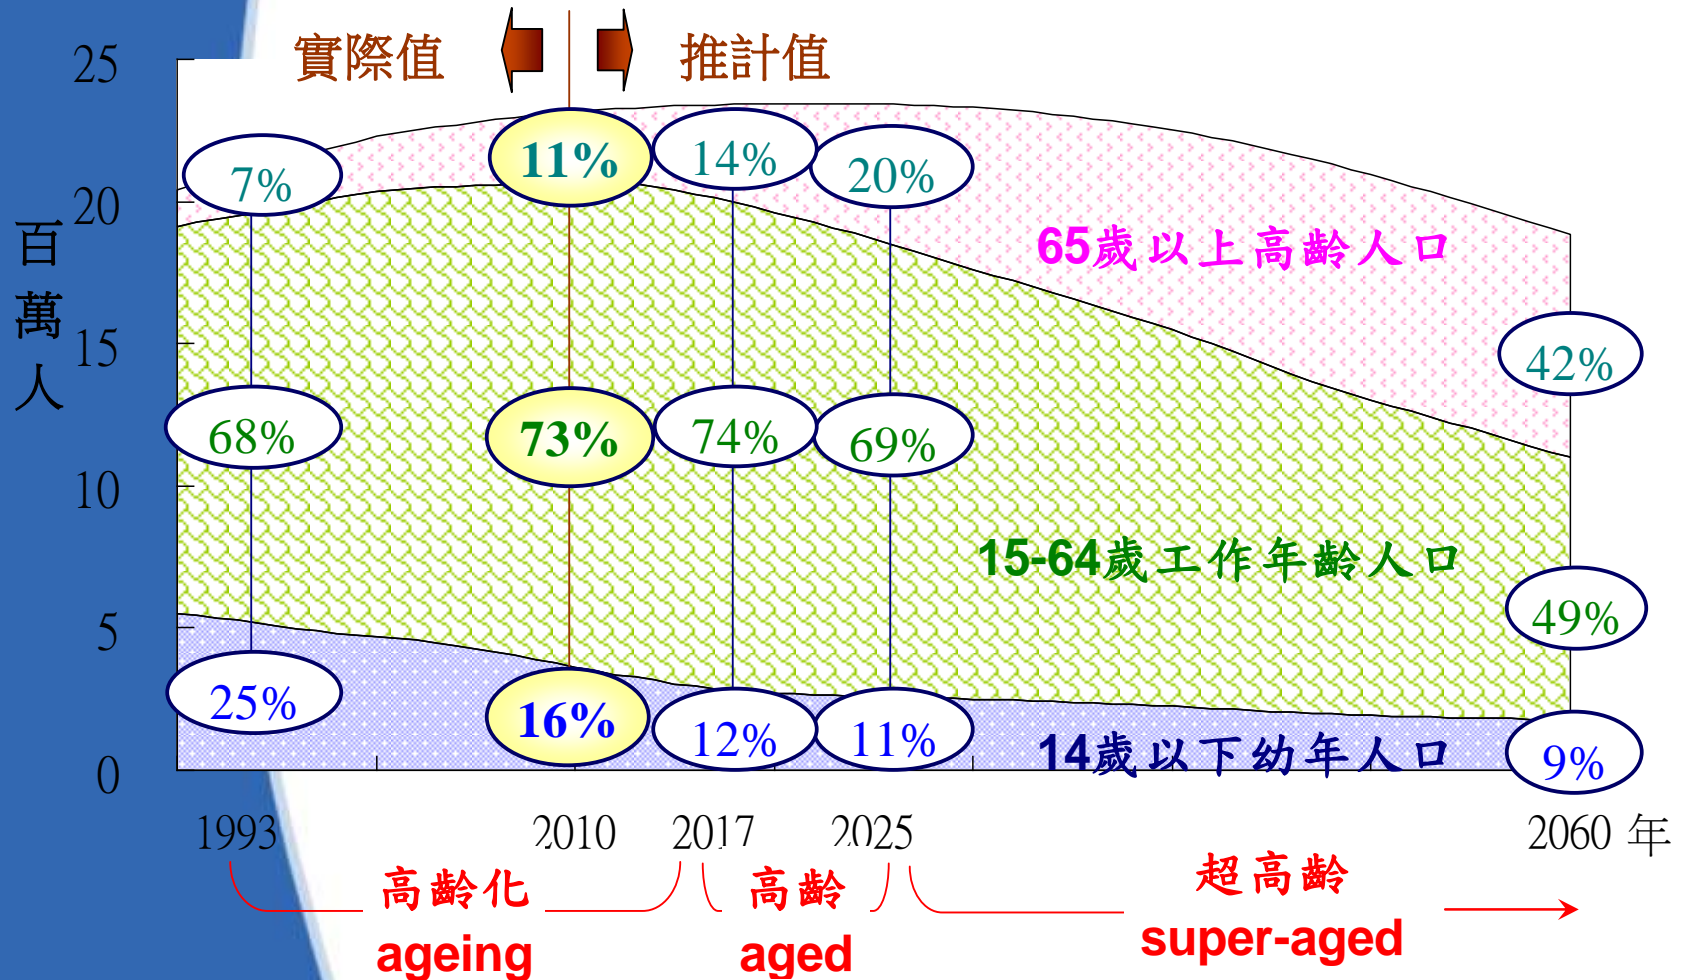 實際值
推計值
百萬人
25
20
15
10
5
0
7%
11%
14%
20%
42%
68%
73%
74%
69%
49%
25%
16%
12%
11%
9%
65歲以上高齡人口
15-64歲工作年齡人口
14歲以下幼年人口
1993
2010
2017
2025
2060 年
高齡化
ageing
高齡
aged
超高齡
super-aged